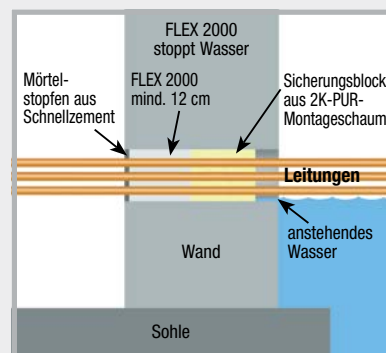 FLEX 2000
stoppt Wasser
Mörtel-
stopfen aus
Schnellzement
FLEX 2000
mind. 12 cm
Sicherungsblock
aus 2K-PUR-
Montageschaum
Leitungen
anstehendes
Wasser
Wand
Sohle